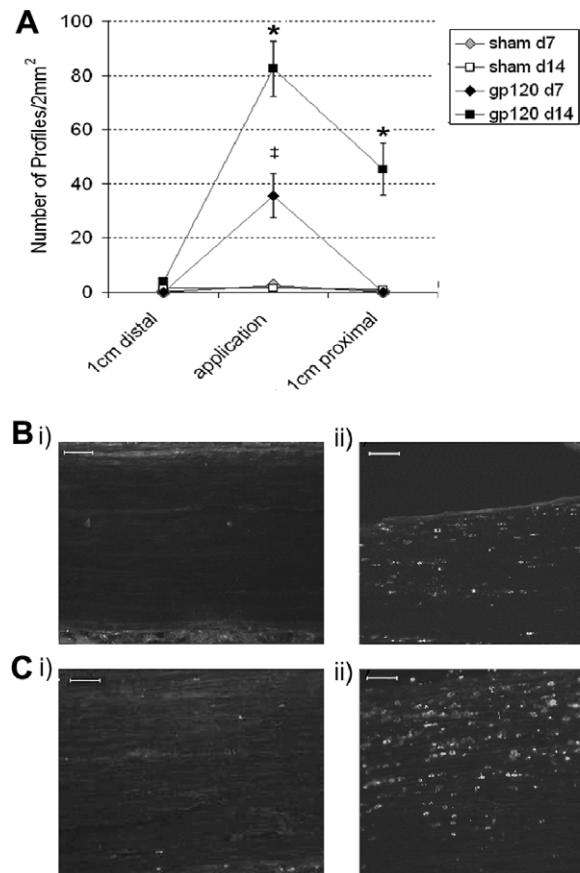 A
100
80
60
40
20
0
Number of Profiles/2mm²
*
*
‡
1cm distal
application
1cm proximal
sham d7
sham d14
gp120 d7
gp120 d14
B i)
ii)
C i)
ii)